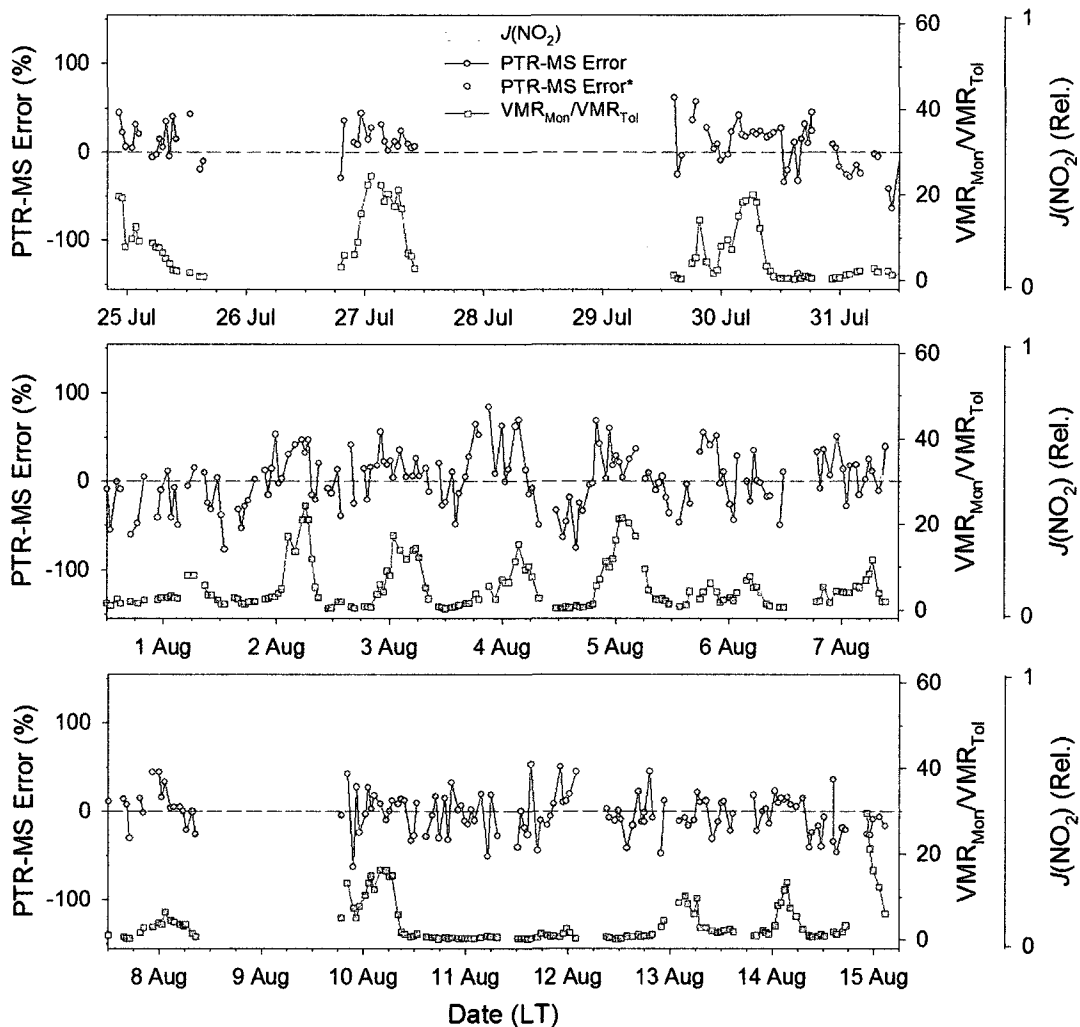 J(NO2)
PTR-MS Error
PTR-MS Error*
VMRMon/VMRTol
PTR-MS Error (%)
100
0
-100
60
40
20
0
VMRMon/VMRTol
1
0
J(NO2) (Rel.)
25 Jul 26 Jul 27 Jul 28 Jul 29 Jul 30 Jul 31 Jul
PTR-MS Error (%)
100
0
-100
60
40
20
0
VMRMon/VMRTol
1
0
J(NO2) (Rel.)
1 Aug 2 Aug 3 Aug 4 Aug 5 Aug 6 Aug 7 Aug
PTR-MS Error (%)
100
0
-100
60
40
20
0
VMRMon/VMRTol
1
0
J(NO2) (Rel.)
8 Aug 9 Aug 10 Aug 11 Aug 12 Aug 13 Aug 14 Aug 15 Aug
Date (LT)